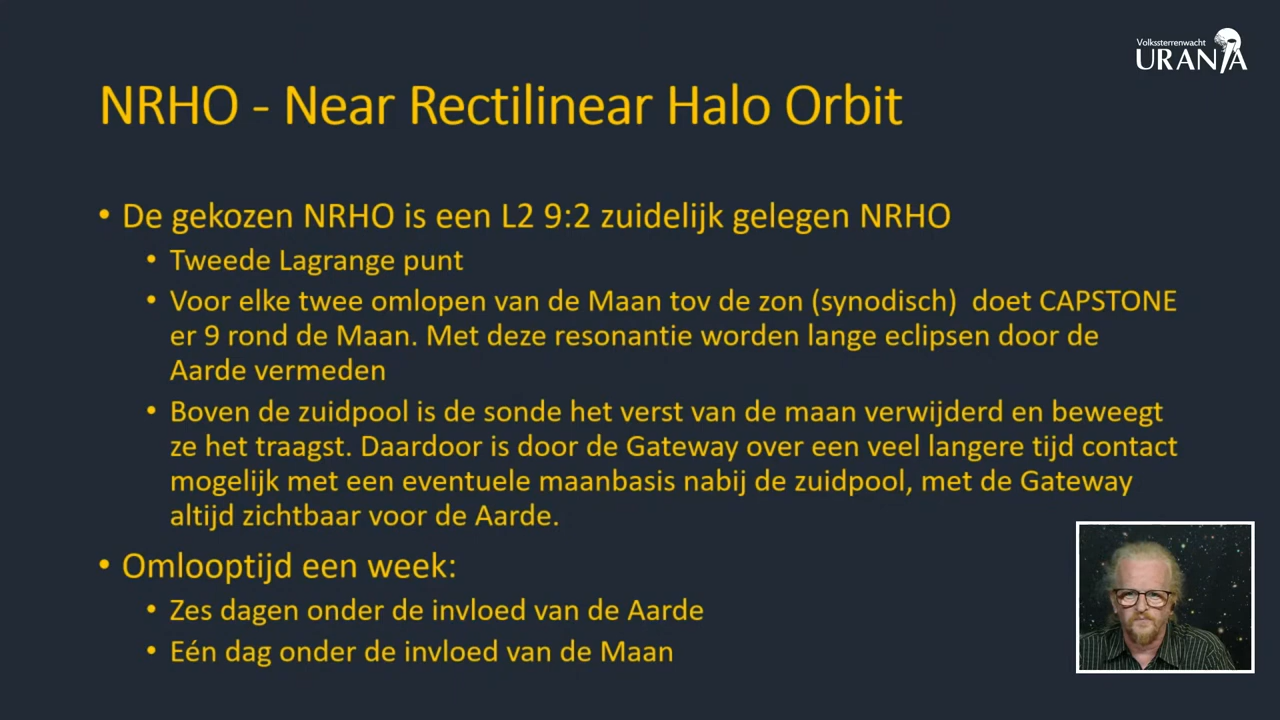 Volkssterrenwacht
URANIA
NRHO - Near Rectilinear Halo Orbit
• De gekozen NRHO is een L2 9:2 zuidelijk gelegen NRHO
• Tweede Lagrange punt
• Voor elke twee omlopen van de Maan tov de zon (synodisch)  doet CAPSTONE
er 9 rond de Maan. Met deze resonantie worden lange eclipsen door de
Aarde vermeden
• Boven de zuidpool is de sonde het verst van de maan verwijderd en beweegt
ze het traagst. Daardoor is door de Gateway over een veel langere tijd contact
mogelijk met een eventuele maanbasis nabij de zuidpool, met de Gateway
altijd zichtbaar voor de Aarde.
• Omlooptijd een week:
• Zes dagen onder de invloed van de Aarde
• Eén dag onder de invloed van de Maan